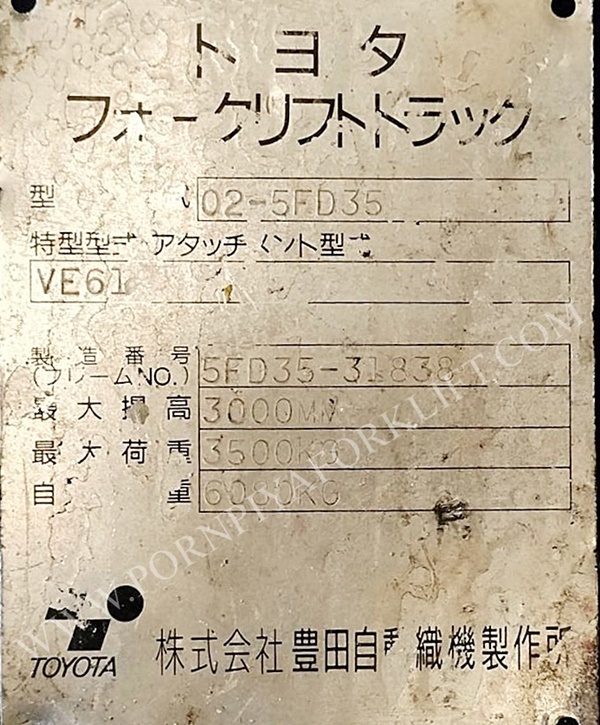 トヨタ
フォークリフトトラック
型 式 02-5FD35
特型型式・アタッチメント型式
VE61
製造番号 5FD35-31838
(フレームNO.)
最大揚高 3000MM
最大荷重 3500KG
自 重
TOYOTA 株式会社豊田自動織機製作所
WWW.PORNPIYAFORKLIFT.COM